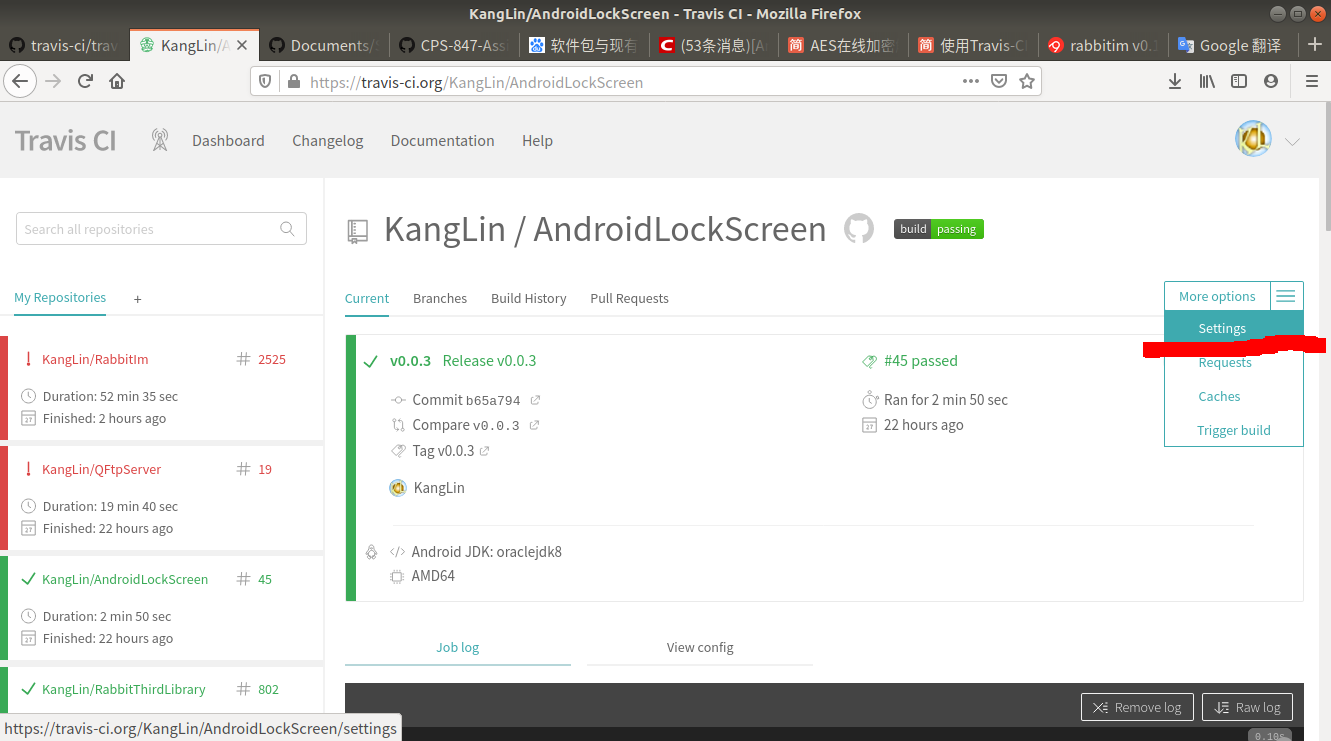 KangLin/AndroidLockScreen - Travis CI - Mozilla Firefox
travis-ci/trav
KangLin/A
Documents/
CPS-847-Ass
软件包与现有
(53条消息)[A
AES在线加密
使用Travis-C
rabbitim v0.
Google 翻译
https://travis-ci.org/KangLin/AndroidLockScreen
Travis CI
Dashboard
Changelog
Documentation
Help
Search all repositories
My Repositories
+
KangLin/RabbitIm # 2525
Duration: 52 min 35 sec
Finished: 2 hours ago
KangLin/QFtpServer # 19
Duration: 19 min 40 sec
Finished: 22 hours ago
KangLin/AndroidLockScreen # 45
Duration: 2 min 50 sec
Finished: 22 hours ago
KangLin/RabbitThirdLibrary # 802
KangLin / AndroidLockScreen
build passing
Current
Branches
Build History
Pull Requests
More options
Settings
Requests
Caches
Trigger build
v0.0.3 Release v0.0.3
Commit b65a794
Compare v0.0.3
Tag v0.0.3
KangLin
#45 passed
Ran for 2 min 50 sec
22 hours ago
Android JDK: oraclejdk8
AMD64
Job log
View config
Remove log
Raw log
0.10s
https://travis-ci.org/KangLin/AndroidLockScreen/settings